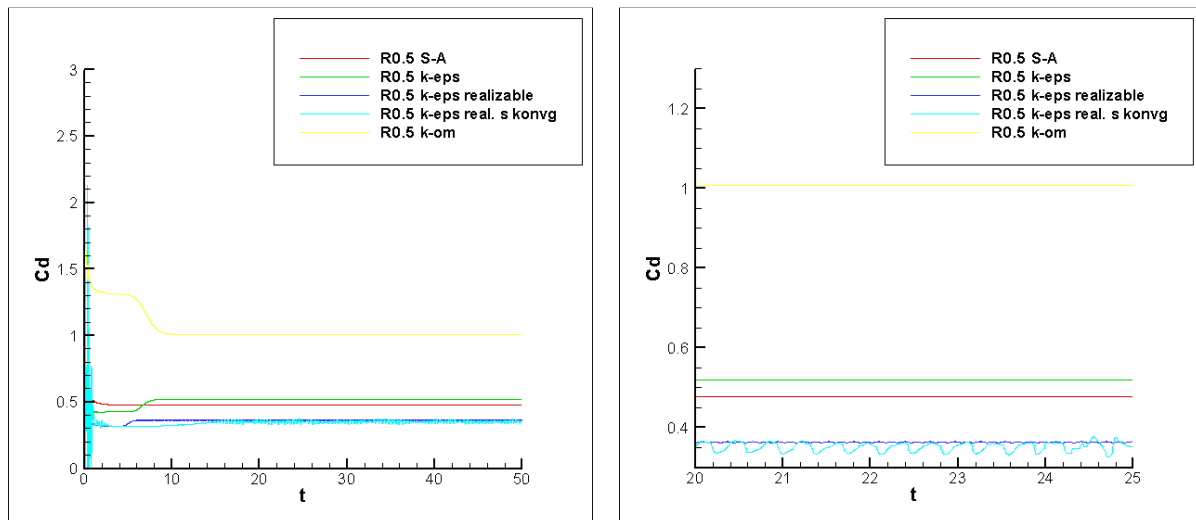 R0.5 S-A
R0.5 k-eps
R0.5 k-eps realizable
R0.5 k-eps real. s konvg
R0.5 k-om
3
2.5
2
1.5
1
0.5
0
Cd
0 10 20 30 40 50
t
R0.5 S-A
R0.5 k-eps
R0.5 k-eps realizable
R0.5 k-eps real. s konvg
R0.5 k-om
1.2
1
0.8
0.6
0.4
Cd
20 21 22 23 24 25
t